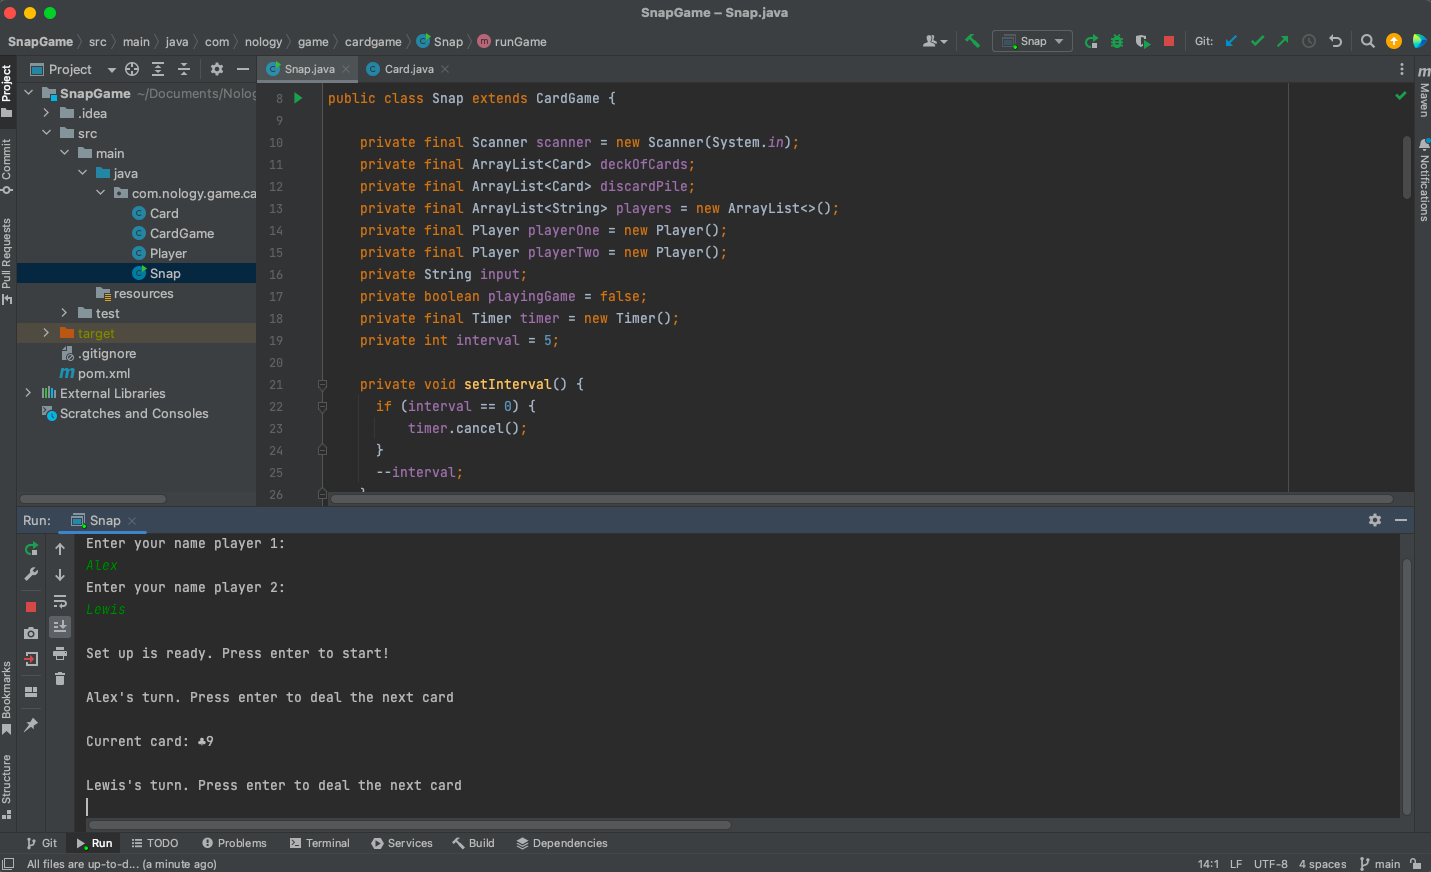 SnapGame – Snap.java
SnapGame src main java com nology game cardgame Snap runGame
Snap
Git:
Project
Snap.java
Card.java
Project
Commit
Pull Requests
Bookmarks
Structure
Maven
Notifications
SnapGame ~/Documents/Nolog
.idea
src
main
java
com.nology.game.ca
Card
CardGame
Player
Snap
resources
test
target
.gitignore
pom.xml
External Libraries
Scratches and Consoles
8 public class Snap extends CardGame {
9
10 private final Scanner scanner = new Scanner(System.in);
11 private final ArrayList<Card> deckOfCards;
12 private final ArrayList<Card> discardPile;
13 private final ArrayList<String> players = new ArrayList<>();
14 private final Player playerOne = new Player();
15 private final Player playerTwo = new Player();
16 private String input;
17 private boolean playingGame = false;
18 private final Timer timer = new Timer();
19 private int interval = 5;
20
21 private void setInterval() {
22 if (interval == 0) {
23 timer.cancel();
24 }
25 --interval;
26 }
Run: Snap
Enter your name player 1:
Alex
Enter your name player 2:
Lewis
Set up is ready. Press enter to start!
Alex's turn. Press enter to deal the next card
Current card: ♣9
Lewis's turn. Press enter to deal the next card
Git Run TODO Problems Terminal Services Build Dependencies
All files are up-to-d... (a minute ago)
14:1 LF UTF-8 4 spaces main